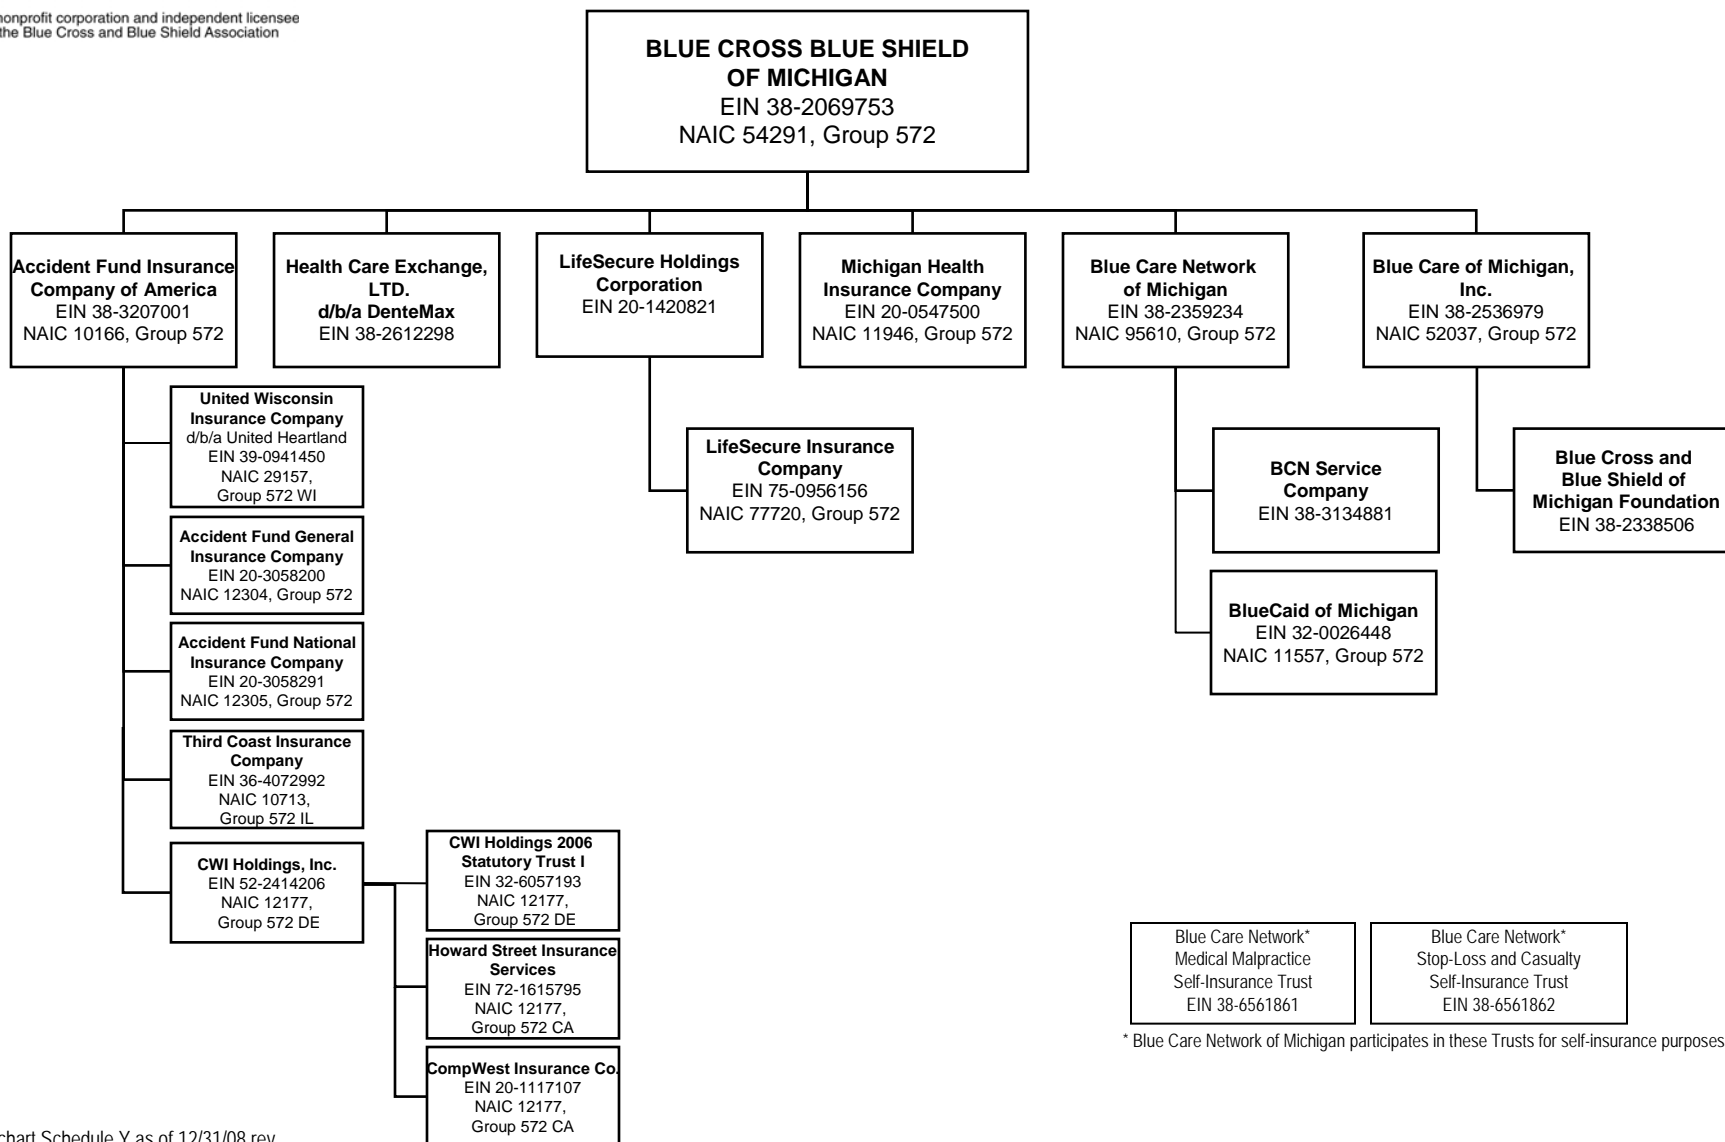 nonprofit corporation and independent licensee
the Blue Cross and Blue Shield Association
BLUE CROSS BLUE SHIELD
OF MICHIGAN
EIN 38-2069753
NAIC 54291, Group 572
Accident Fund Insurance
Company of America
EIN 38-3207001
NAIC 10166, Group 572
Health Care Exchange,
LTD.
d/b/a DenteMax
EIN 38-2612298
LifeSecure Holdings
Corporation
EIN 20-1420821
Michigan Health
Insurance Company
EIN 20-0547500
NAIC 11946, Group 572
Blue Care Network
of Michigan
EIN 38-2359234
NAIC 95610, Group 572
Blue Care of Michigan,
Inc.
EIN 38-2536979
NAIC 52037, Group 572
United Wisconsin
Insurance Company
d/b/a United Heartland
EIN 39-0941450
NAIC 29157,
Group 572 WI
Accident Fund General
Insurance Company
EIN 20-3058200
NAIC 12304, Group 572
Accident Fund National
Insurance Company
EIN 20-3058291
NAIC 12305, Group 572
Third Coast Insurance
Company
EIN 36-4072992
NAIC 10713,
Group 572 IL
CWI Holdings, Inc.
EIN 52-2414206
NAIC 12177,
Group 572 DE
CWI Holdings 2006
Statutory Trust I
EIN 32-6057193
NAIC 12177,
Group 572 DE
Howard Street Insurance
Services
EIN 72-1615795
NAIC 12177,
Group 572 CA
CompWest Insurance Co.
EIN 20-1117107
NAIC 12177,
Group 572 CA
LifeSecure Insurance
Company
EIN 75-0956156
NAIC 77720, Group 572
BCN Service
Company
EIN 38-3134881
BlueCaid of Michigan
EIN 32-0026448
NAIC 11557, Group 572
Blue Cross and
Blue Shield of
Michigan Foundation
EIN 38-2338506
Blue Care Network*
Medical Malpractice
Self-Insurance Trust
EIN 38-6561861
Blue Care Network*
Stop-Loss and Casualty
Self-Insurance Trust
EIN 38-6561862
* Blue Care Network of Michigan participates in these Trusts for self-insurance purposes
chart Schedule Y as of 12/31/08 rev